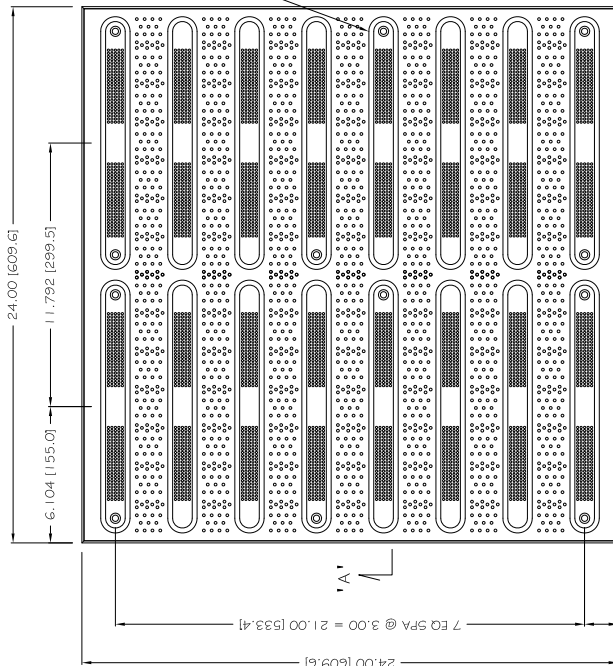 24.00 [609.6]
11.792 [299.5]
6.104 [155.0]
"A"
7 EQ SPA @ 3.00 = 21.00 [533.4]
24.00 [609.6]